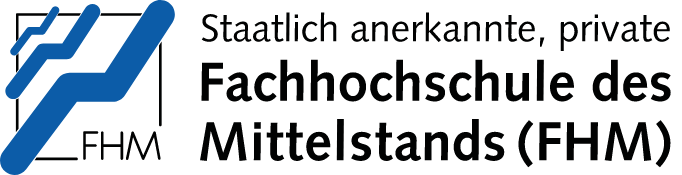 FHM
Staatlich anerkannte, private
Fachhochschule des
Mittelstands (FHM)